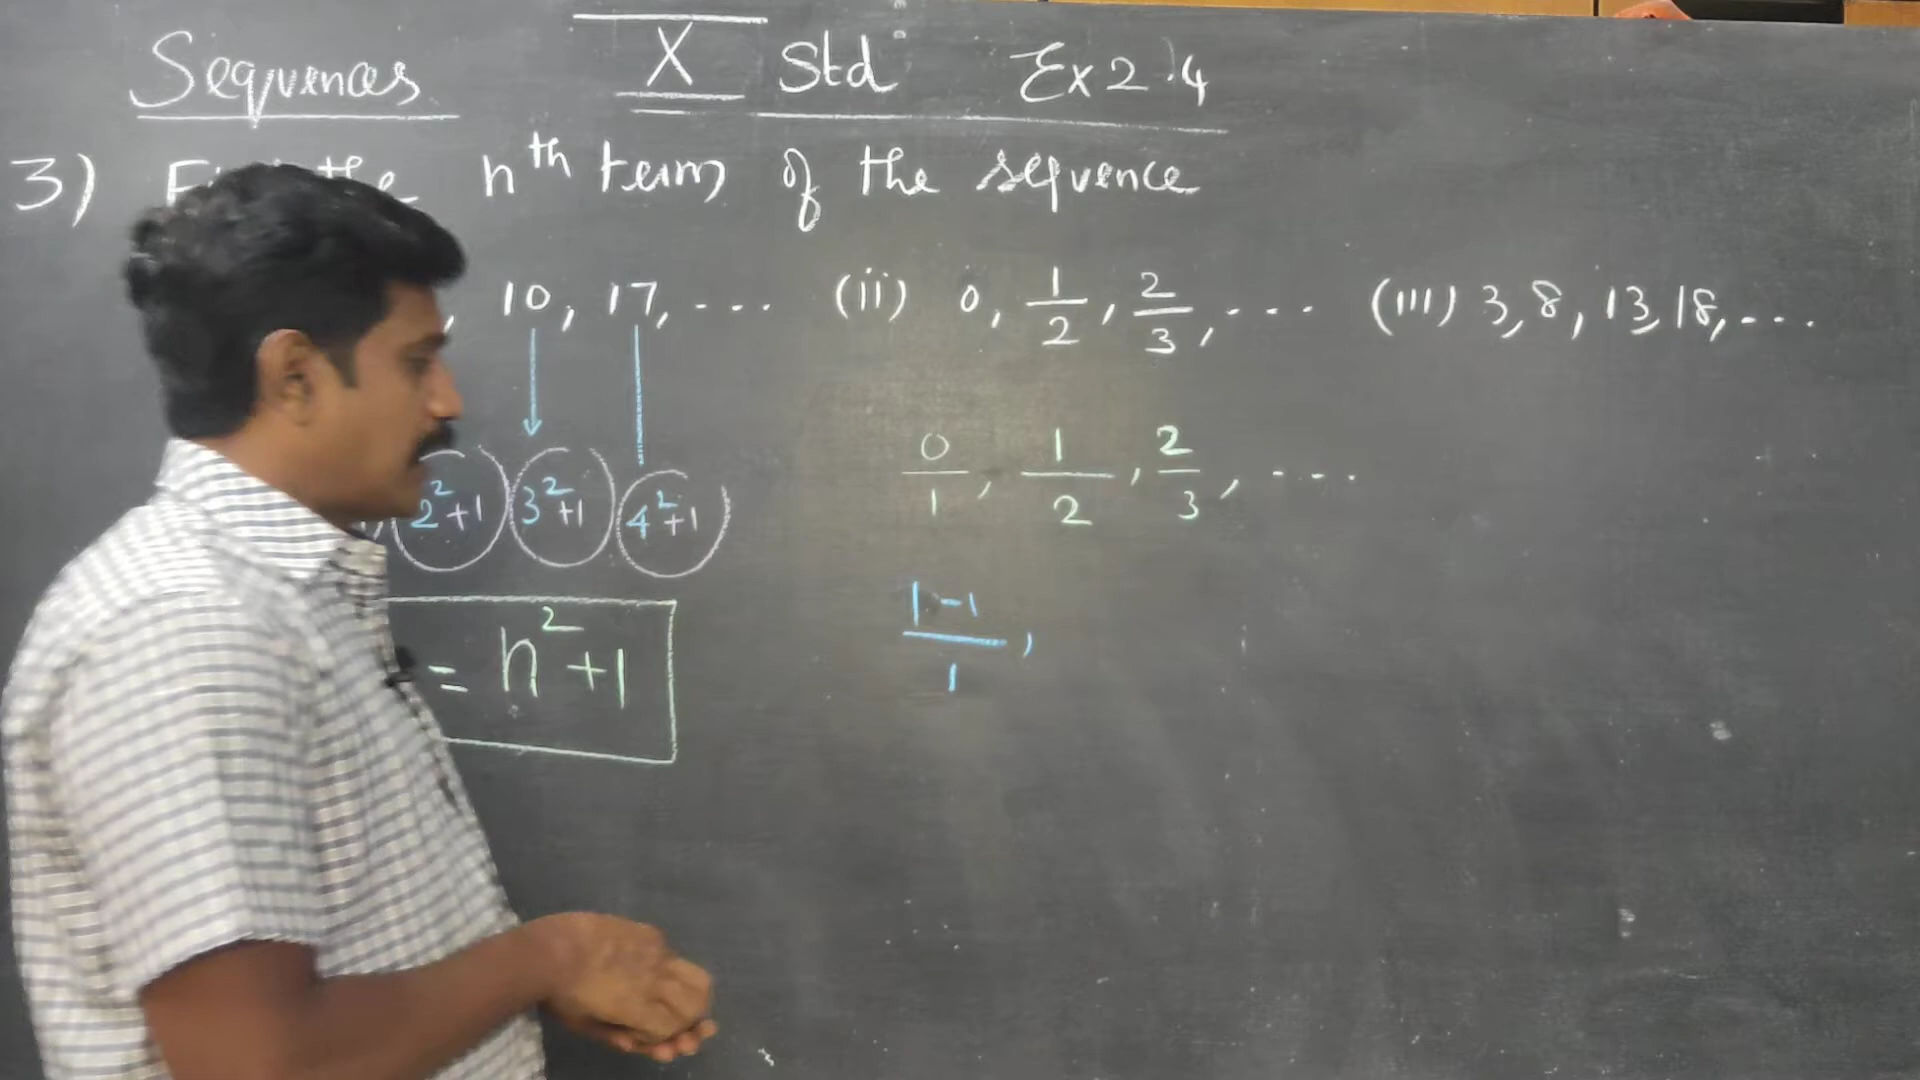 Sequences X Std Ex 2.4
3) the nth term of the sequence
10, 17, ... (ii) 0, 1/2, 2/3, ... (iii) 3, 8, 13, 18, ...
0/1, 1/2, 2/3, ....
2²+1 3²+1 4²+1
1-1/1,
= n²+1